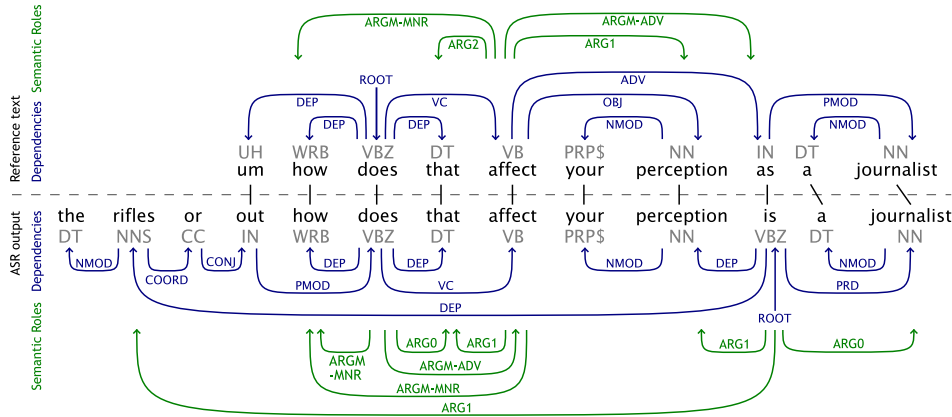 ARGM-MNR ARGM-ADV
ARG2 ARG1
ROOT ADV
DEP VC OBJ PMOD
DEP DEP NMOD NMOD
UH WRB VBZ DT VB PRP$ NN IN DT NN
um how does that affect your perception as a journalist
the rifles or out how does that affect your perception is a journalist
DT NNS CC IN WRB VBZ DT VB PRP$ NN VBZ DT NN
NMOD CONJ DEP DEP NMOD DEP NMOD
COORD PMOD VC PRD
DEP
ROOT
ARGM
-MNR
ARG0 ARG1 ARG1 ARG0
ARGM-ADV
ARGM-MNR
ARG1
Semantic Roles
Dependencies
Reference text
ASR output
Dependencies
Semantic Roles